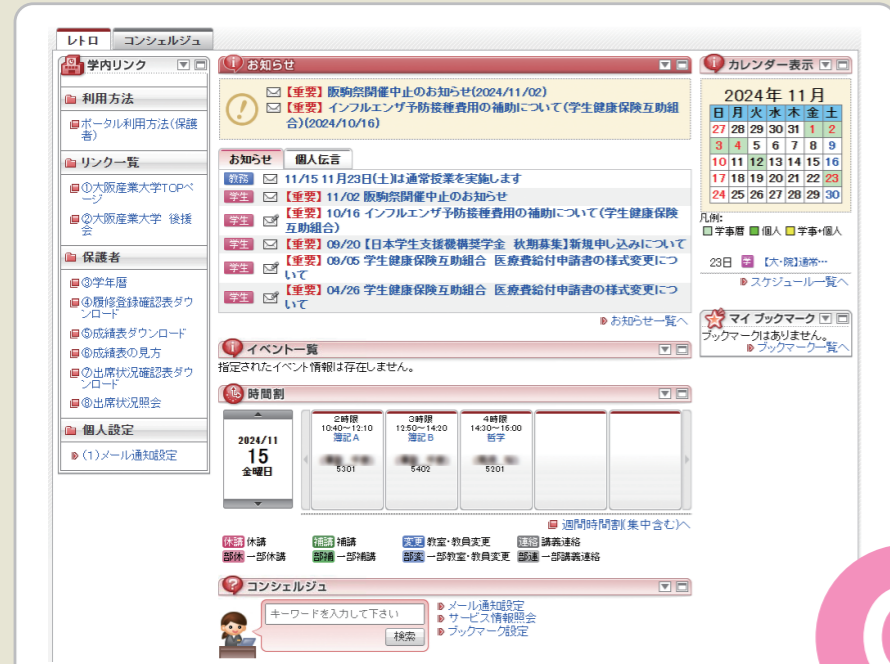 レトロ コンシェルジュ
学内リンク
利用方法
ポータル利用方法(保護
者)
リンク一覧
①大阪産業大学TOPペ
ージ
②大阪産業大学 後援
会
保護者
③学年暦
④履修登録確認表ダウ
ンロード
⑤成績表ダウンロード
⑥成績表の見方
⑦出席状況確認表ダウ
ンロード
⑧出席状況照会
個人設定
(1)メール通知設定
お知らせ
【重要】阪駒祭開催中止のお知らせ(2024/11/02)
【重要】インフルエンザ予防接種費用の補助について(学生健康保険互助組
合)(2024/10/16)
お知らせ 個人伝言
教務 11/15 11月23日(土)は通常授業を実施します
学生 【重要】11/02 阪駒祭開催中止のお知らせ
学生 【重要】10/16 インフルエンザ予防接種費用の補助について(学生健康保険
互助組合)
学生 【重要】09/20【日本学生支援機構奨学金 秋期募集】新規申し込みについて
学生 【重要】09/05 学生健康保険互助組合 医療費給付申請書の様式変更につ
いて
学生 【重要】04/26 学生健康保険互助組合 医療費給付申請書の様式変更につ
いて
お知らせ一覧へ
イベント一覧
指定されたイベント情報は存在しません。
時間割
2024/11
15
金曜日
2時限
10:40～12:10
簿記A
5301
3時限
12:50～14:20
簿記B
5402
4時限
14:30～16:00
哲学
5201
週間時間割(集中含む)へ
休講 休講 補講 補講 変更 教室・教員変更 連絡 講義連絡
部休 一部休講 部補 一部補講 部変 一部教室・教員変更 部連 一部講義連絡
コンシェルジュ
キーワードを入力して下さい
検索
メール通知設定
サービス情報照会
ブックマーク設定
カレンダー表示
2024年 11月
日 月 火 水 木 金 土
27 28 29 30 31 1 2
3 4 5 6 7 8 9
10 11 12 13 14 15 16
17 18 19 20 21 22 23
24 25 26 27 28 29 30
凡例:
学事暦 個人 学事+個人
23日 学 【大・院】通常…
スケジュール一覧へ
マイ ブックマーク
ブックマークはありません。
ブックマーク一覧へ